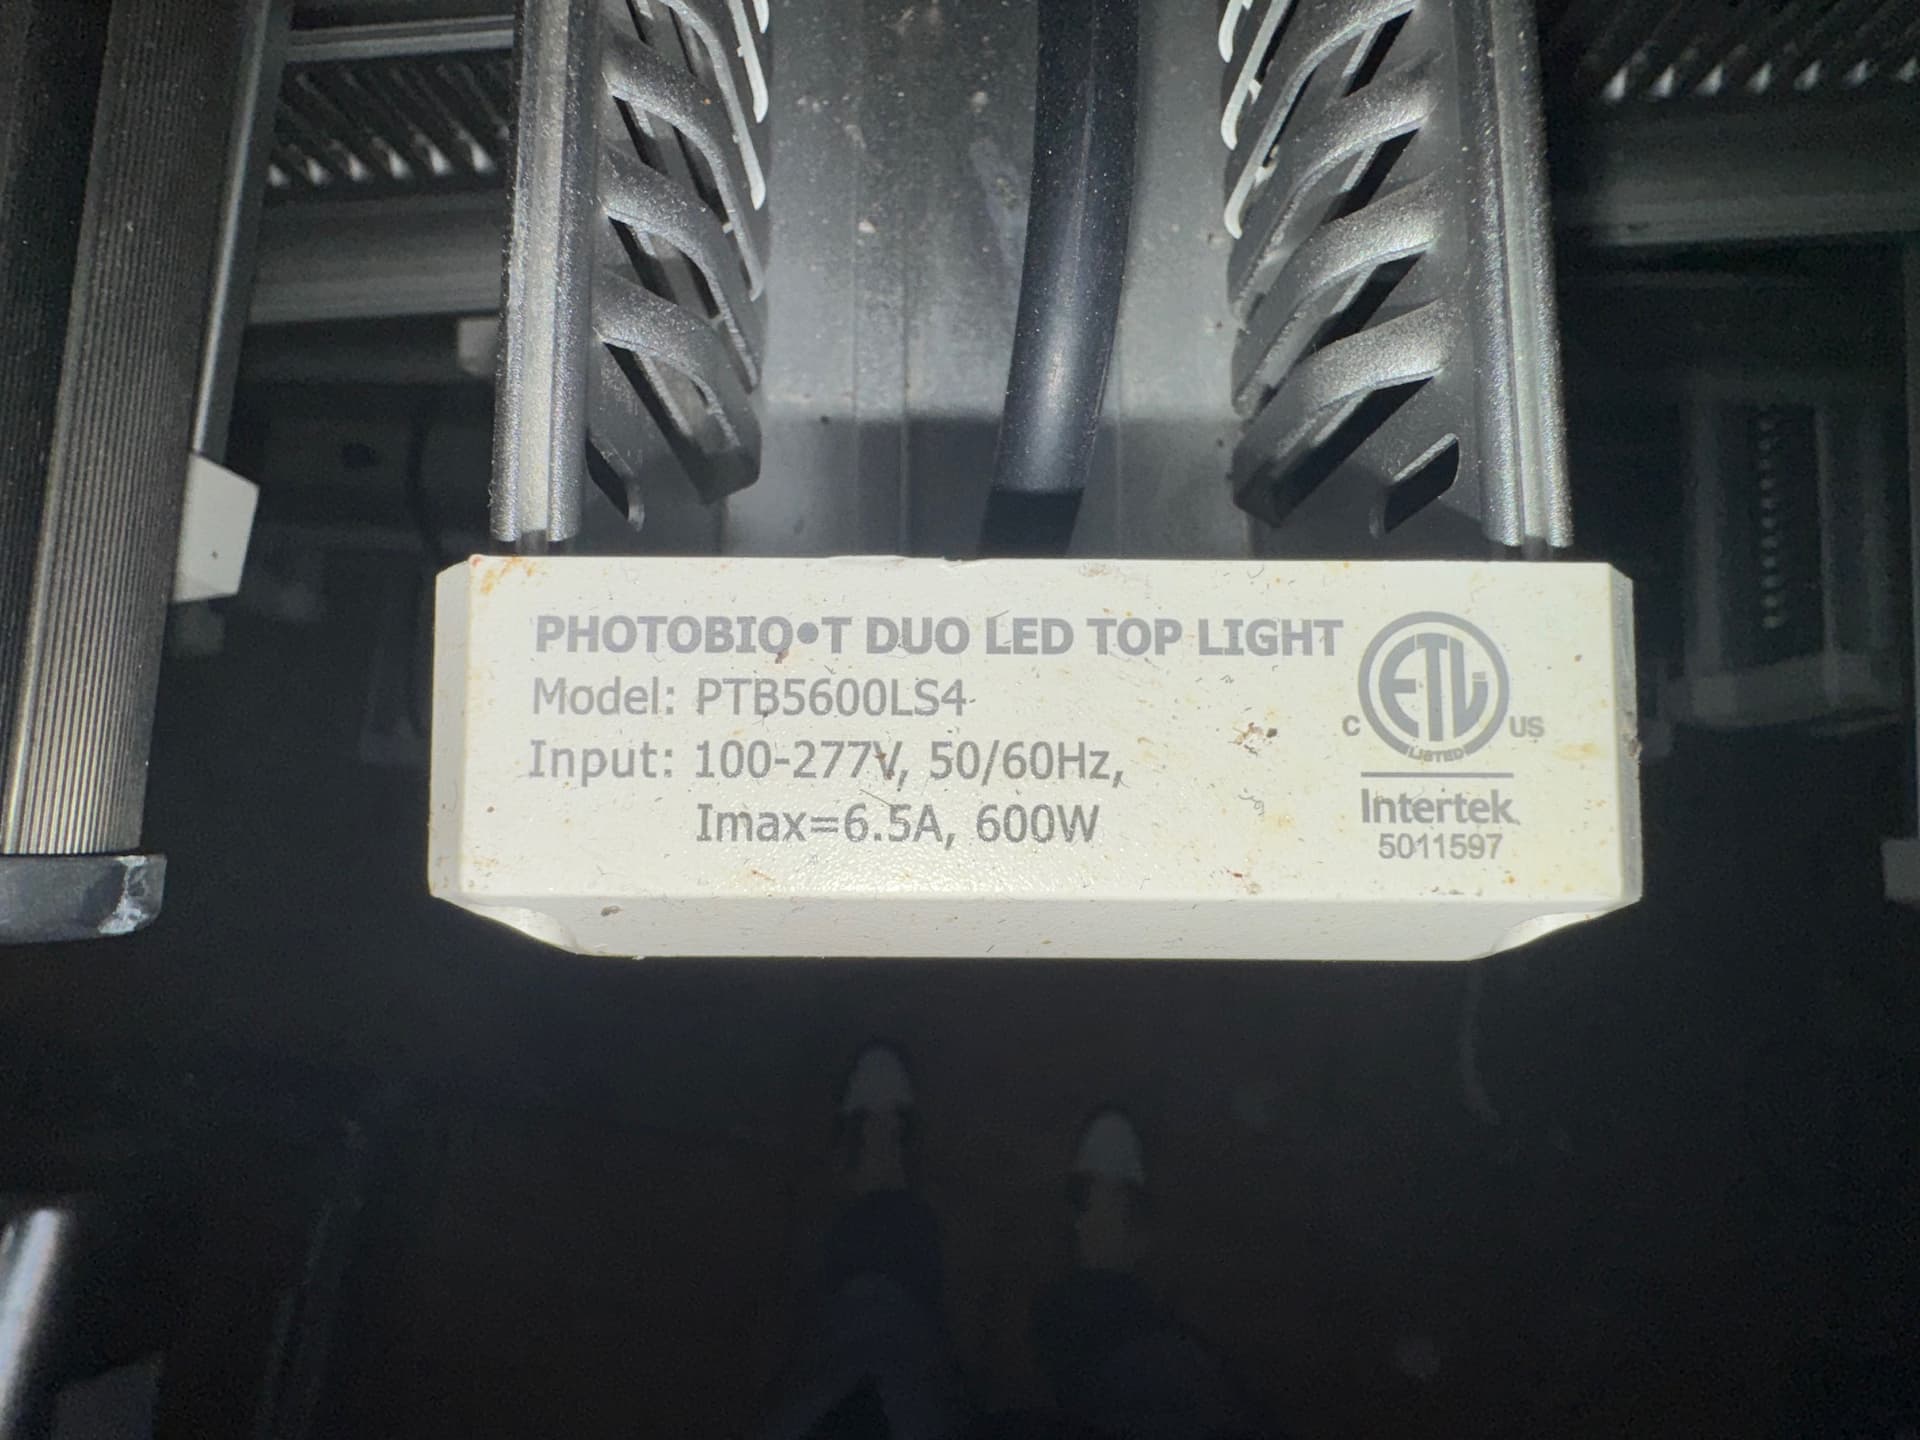 PHOTOBIO•T DUO LED TOP LIGHT
Model: PTB5600LS4
Input: 100-277V, 50/60Hz,
Imax=6.5A, 600W
ETL
C US
LISTED
Intertek
5011597